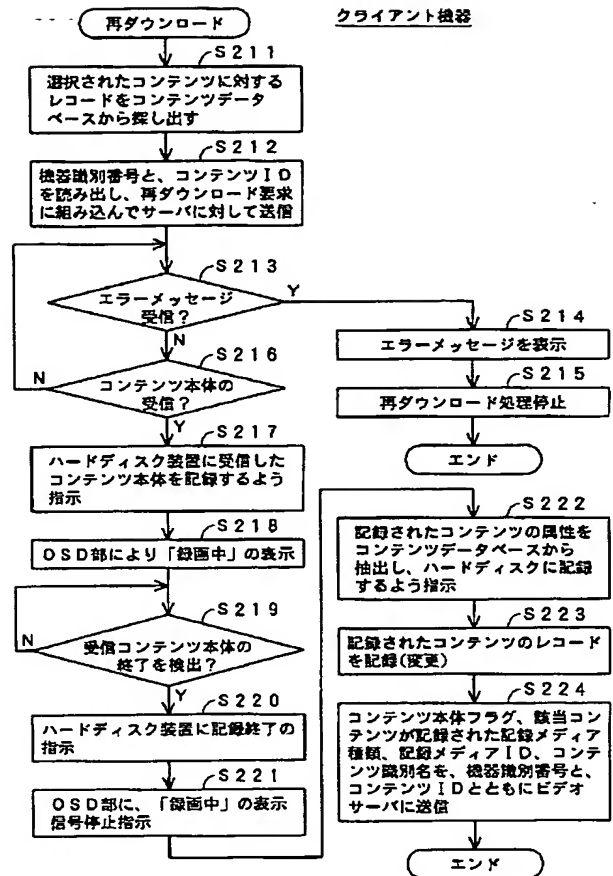 クライアント機器
再ダウンロード
S211
選択されたコンテンツに対する
レコードをコンテンツデータ
ベースから探し出す
S212
機器識別番号と、コンテンツID
を読み出し、再ダウンロード要求
に組み込んでサーバに対して送信
S213
エラーメッセージ
受信?
Y
N
S214
エラーメッセージを表示
S215
再ダウンロード処理停止
エンド
S216
コンテンツ本体の
受信?
N
Y
S217
ハードディスク装置に受信した
コンテンツ本体を記録するよう
指示
S218
OSD部により「録画中」の表示
S219
受信コンテンツ本体の
終了を検出?
N
Y
S220
ハードディスク装置に記録終了の
指示
S221
OSD部に、「録画中」の表示
信号停止指示
S222
記録されたコンテンツの属性を
コンテンツデータベースから
抽出し、ハードディスクに記録
するよう指示
S223
記録されたコンテンツのレコード
を記録(変更)
S224
コンテンツ本体フラグ、該当コ
ンテンツが記録された記録メディア
種類、記録メディアID、コンテ
ンツ識別名を、機器識別番号と、
コンテンツIDとともにビデオ
サーバに送信
エンド